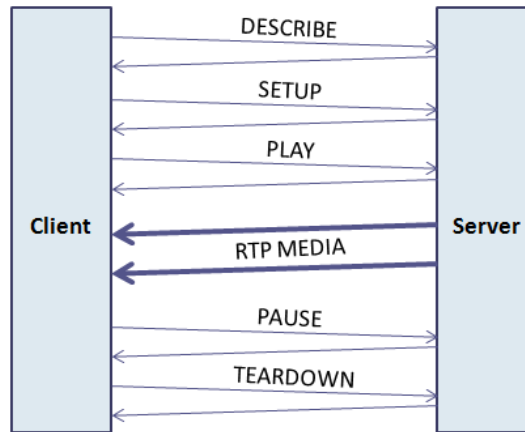 DESCRIBE
SETUP
PLAY
Client
Server
RTP MEDIA
PAUSE
TEARDOWN